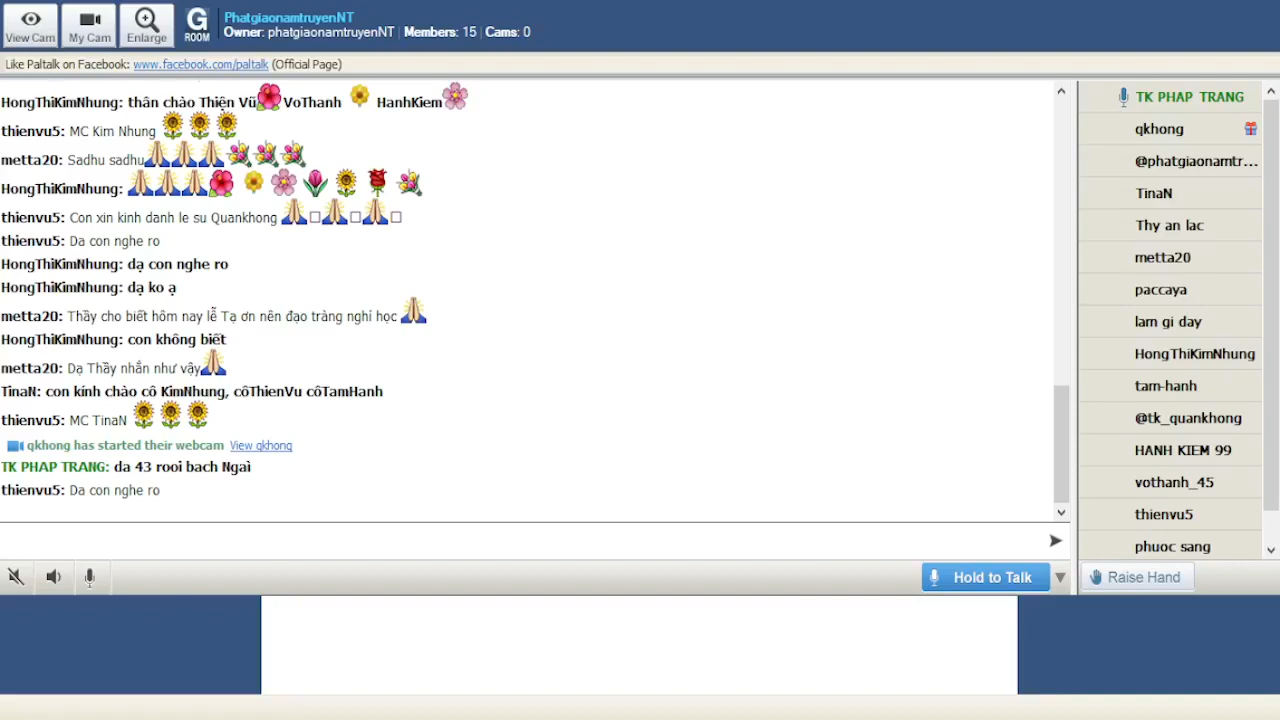 View Cam
My Cam
Enlarge
G
ROOM
PhatgiaonamtruyenNT
Owner: phatgiaonamtruyenNT | Members: 15 | Cams: 0
Like Paltalk on Facebook: www.facebook.com/paltalk (Official Page)
HongThiKimNhung: thân chào Thiện Vũ VoThanh HanhKiem
thienvu5: MC Kim Nhung
metta20: Sadhu sadhu
HongThiKimNhung:
thienvu5: Con xin kinh danh le su Quankhong
thienvu5: Da con nghe ro
HongThiKimNhung: dạ con nghe ro
HongThiKimNhung: dạ ko ạ
metta20: Thầy cho biết hôm nay lễ Tạ ơn nên đạo tràng nghỉ học
HongThiKimNhung: con không biết
metta20: Dạ Thầy nhắn như vậy
TinaN: con kính chào cô KimNhung, côThienVu côTamHanh
thienvu5: MC TinaN
qkhong has started their webcam View qkhong
TK PHAP TRANG: da 43 rooi bach Ngaì
thienvu5: Da con nghe ro
Hold to Talk
TK PHAP TRANG
qkhong
@phatgiaonamtr...
TinaN
Thy an lac
metta20
paccaya
lam gi day
HongThiKimNhung
tam-hanh
@tk_quankhong
HANH KIEM 99
vothanh_45
thienvu5
phuoc sang
Raise Hand